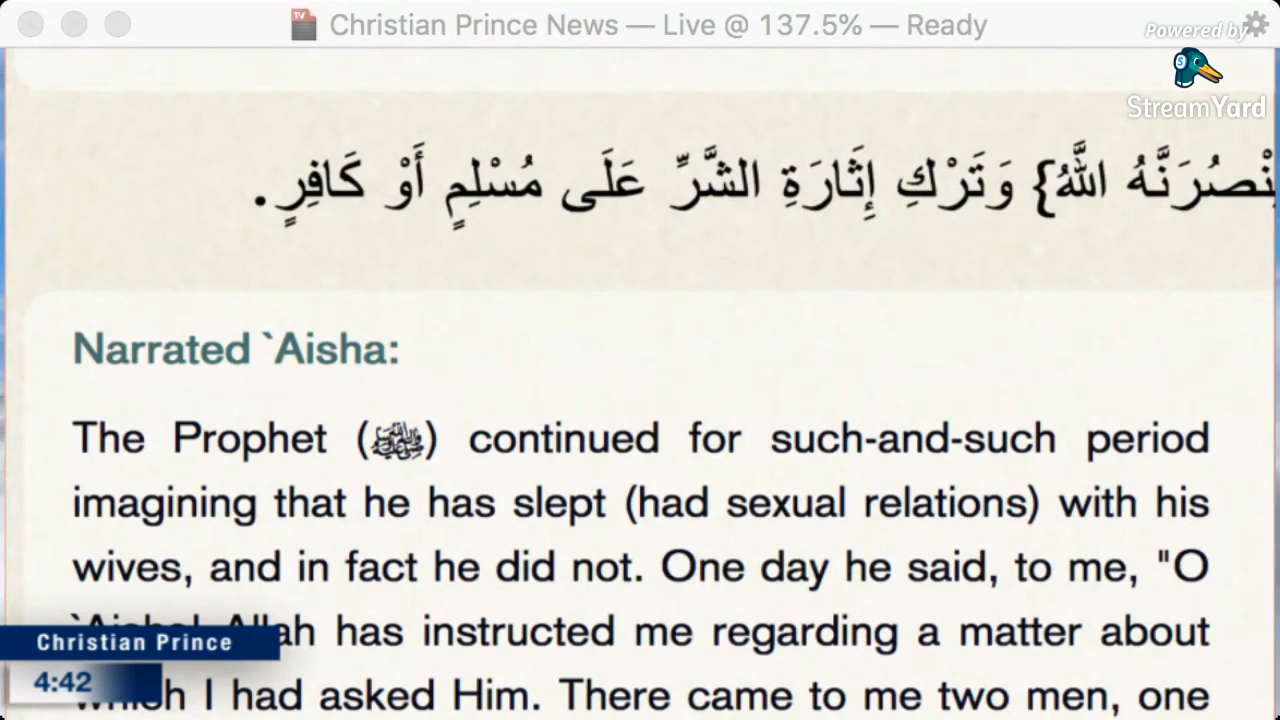 Christian Prince News — Live @ 137.5% — Ready
Powered by
StreamYard
اللَّهُ} وَتَرْكِ إِثَارَةِ الشَّرِّ عَلَى مُسْلِمٍ أَوْ كَافِرٍ.
Narrated `Aisha:
The Prophet (ﷺ) continued for such-and-such period
imagining that he has slept (had sexual relations) with his
wives, and in fact he did not. One day he said, to me, "O
has instructed me regarding a matter about
I had asked Him. There came to me two men, one
Christian Prince
4:42